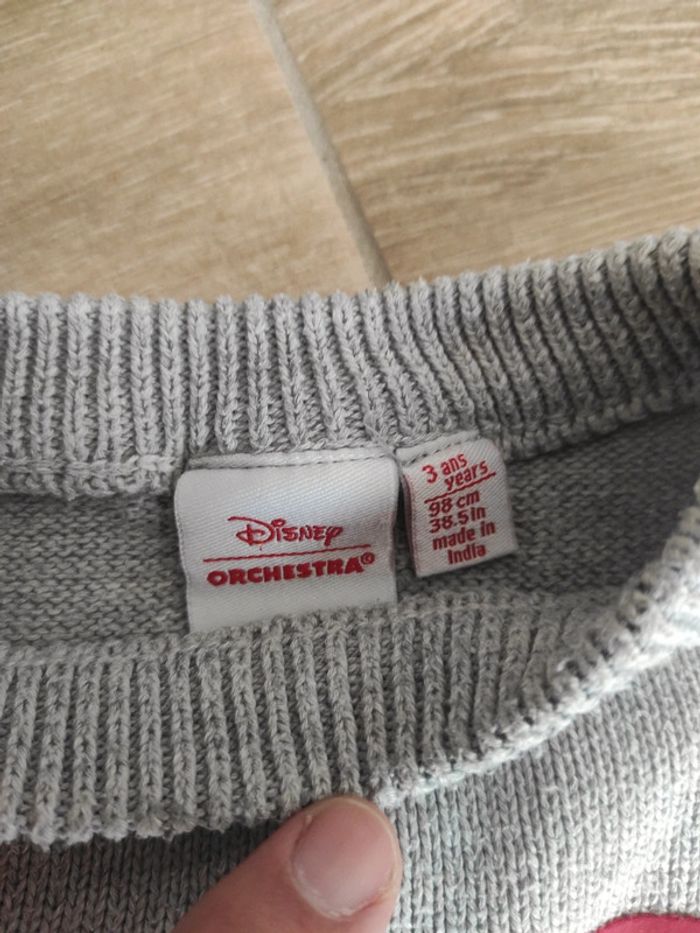 Disney
ORCHESTRA©
3 ans
years
98 cm
38.5in
made in
India